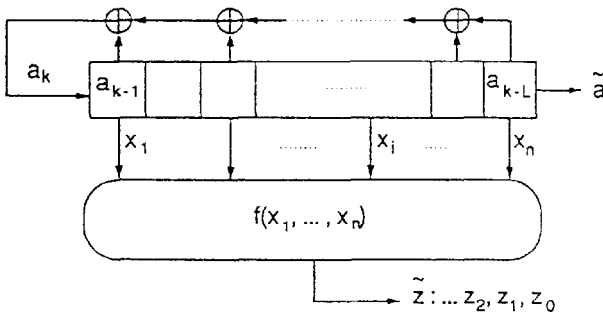 a_k a_{k-1} ........ a_{k-L} ã
x_1 ........ x_i ..... x_n
f(x_1, ... , x_n)
z̃ : ... z_2, z_1, z_0